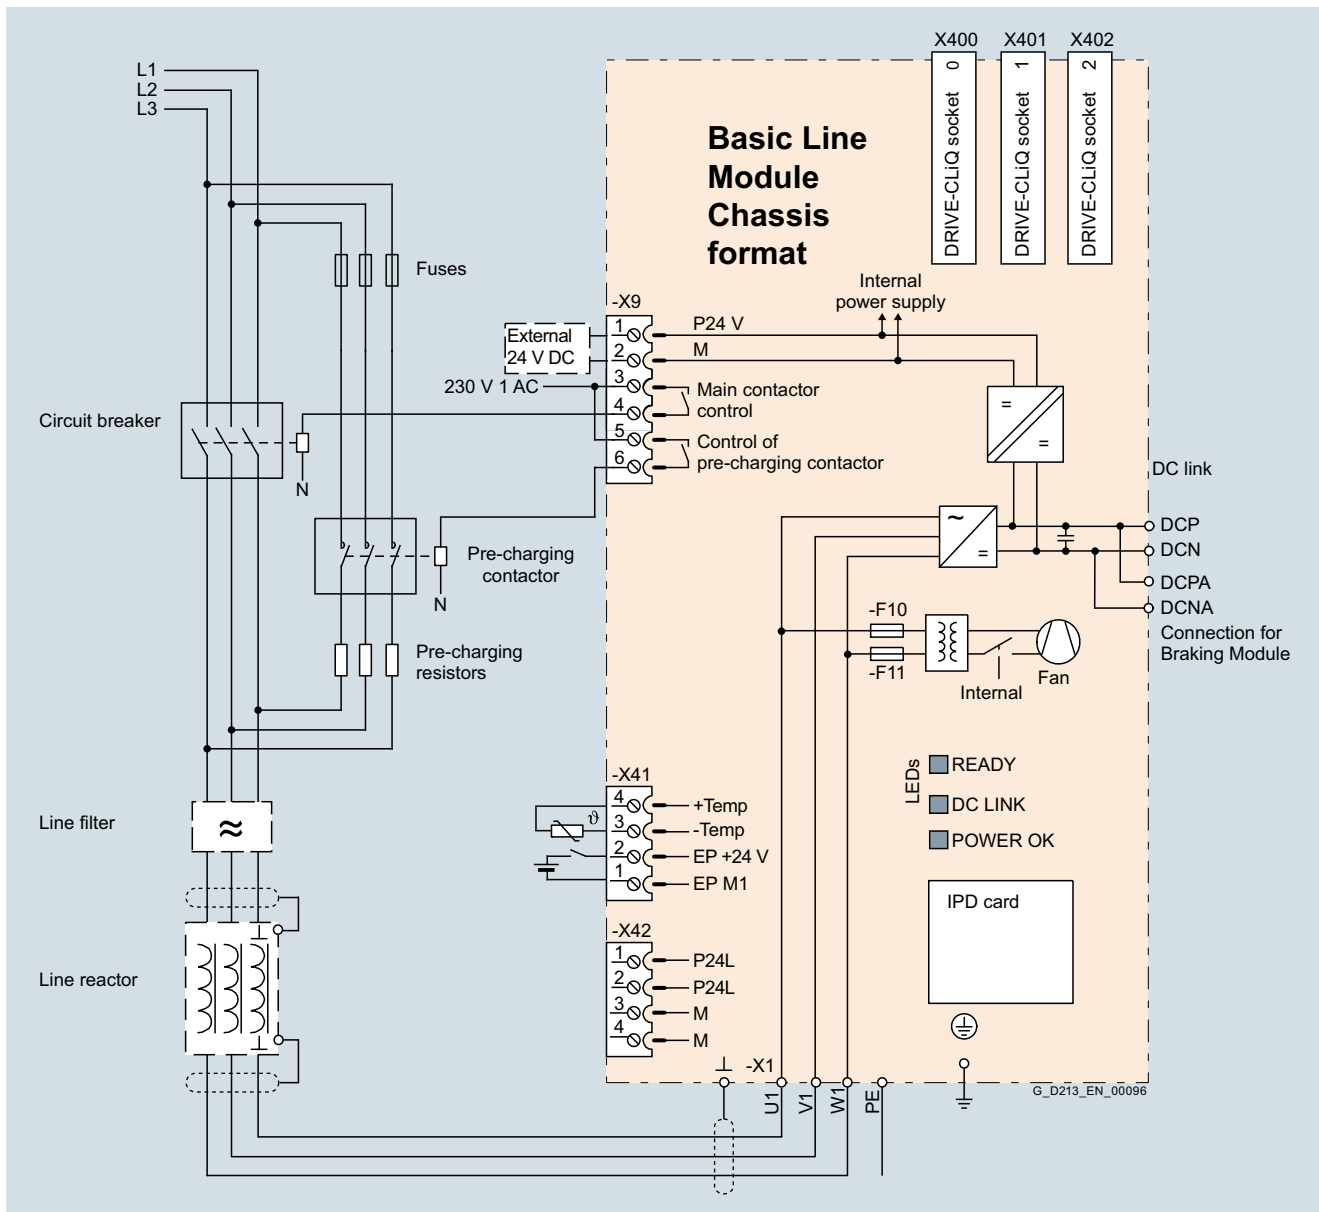 X400
X401
X402
L1
L2
L3
DRIVE-CLiQ socket 0
DRIVE-CLiQ socket 1
DRIVE-CLiQ socket 2
Basic Line
Module
Chassis
format
Fuses
Internal
power supply
-X9
External
24 V DC
1
P24 V
2
M
230 V 1 AC
3
4
Main contactor
control
5
6
Control of
pre-charging contactor
=
=
Circuit breaker
N
DC link
~
=
DCP
DCN
DCPA
DCNA
Connection for
Braking Module
Pre-charging
contactor
N
-F10
-F11
Internal
Fan
Pre-charging
resistors
LEDs
READY
DC LINK
POWER OK
-X41
4
+Temp
ϑ
3
-Temp
2
EP +24 V
1
EP M1
Line filter
≈
IPD card
-X42
1
P24L
2
P24L
3
M
4
M
Line reactor
-X1
U1
V1
W1
PE
G_D213_EN_00096